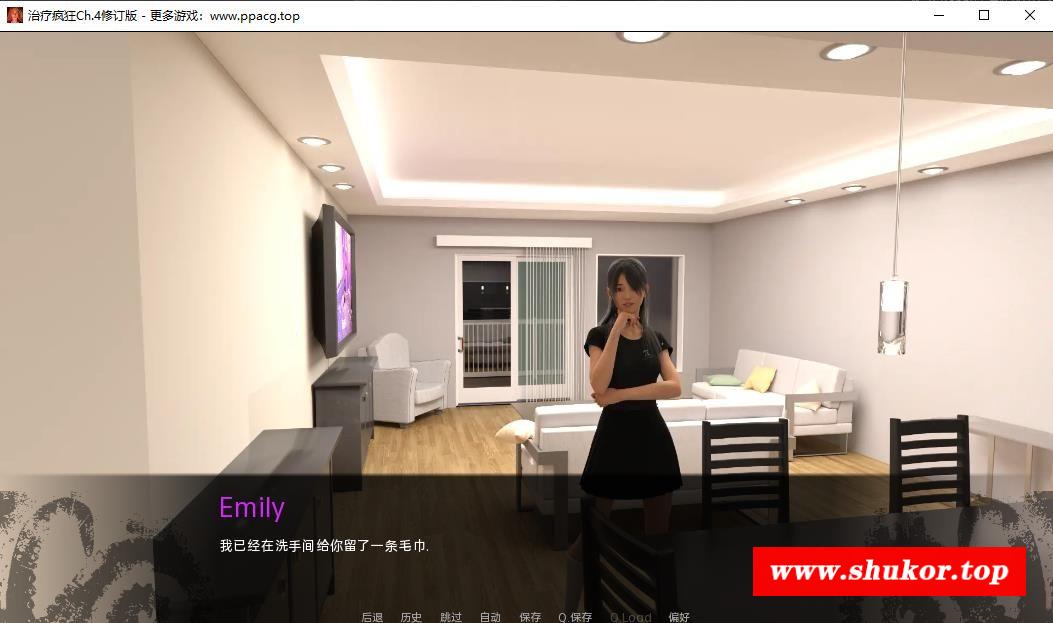 治疗疯狂Ch.4修订版 - 更多游戏：www.ppacg.top
Emily
我已经在洗手间给你留了一条毛巾.
www.shukor.top
后退 历史 跳过 自动 保存 Q.保存 Q.Load 偏好